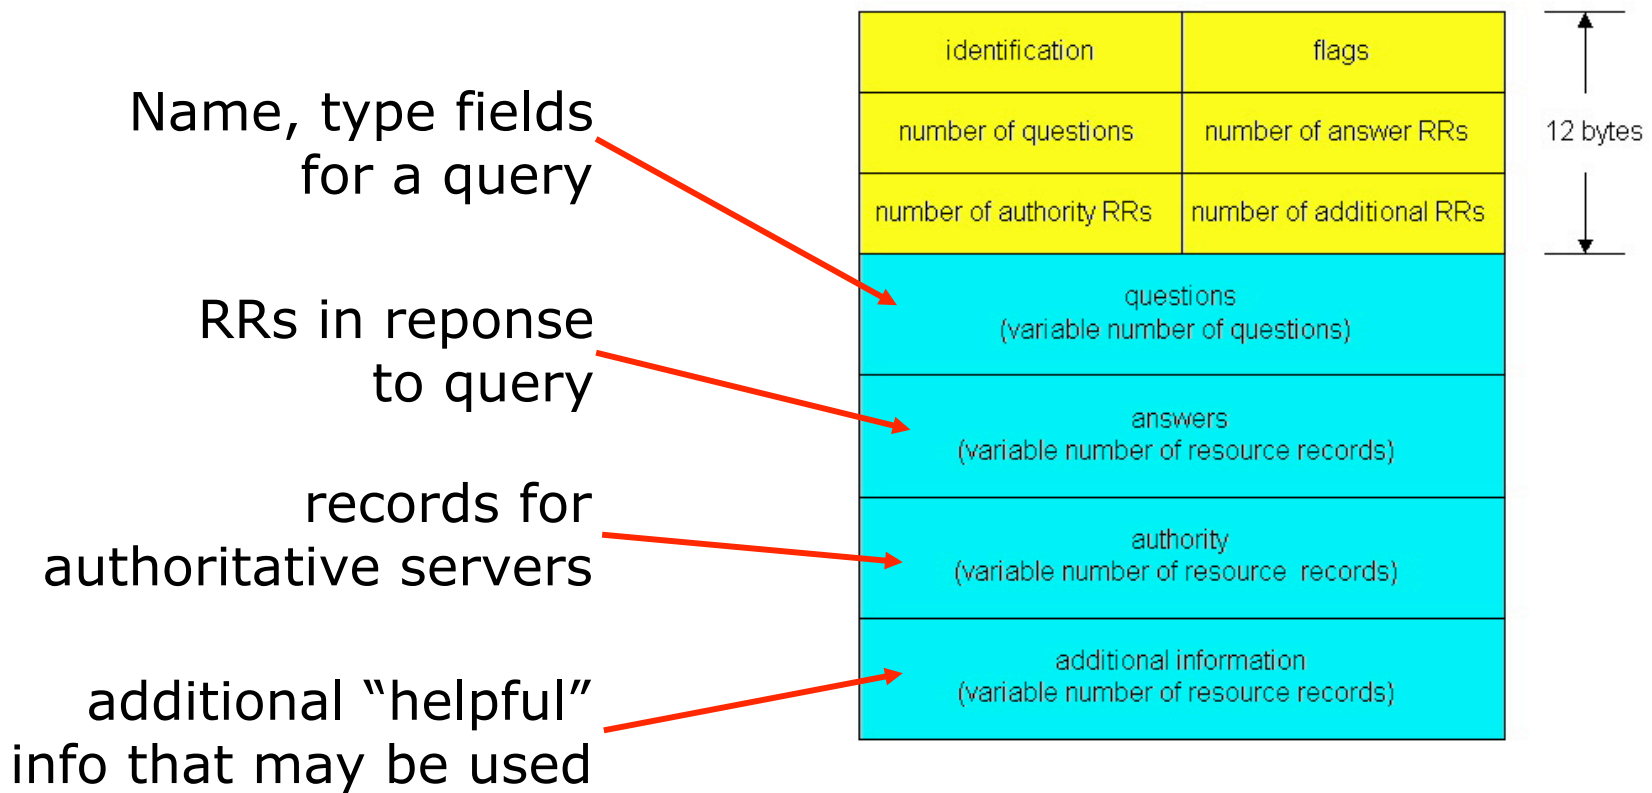 Name, type fields
for a query
RRs in reponse
to query
records for
authoritative servers
additional “helpful”
info that may be used
identification
flags
number of questions
number of answer RRs
number of authority RRs
number of additional RRs
12 bytes
questions
(variable number of questions)
answers
(variable number of resource records)
authority
(variable number of resource records)
additional information
(variable number of resource records)